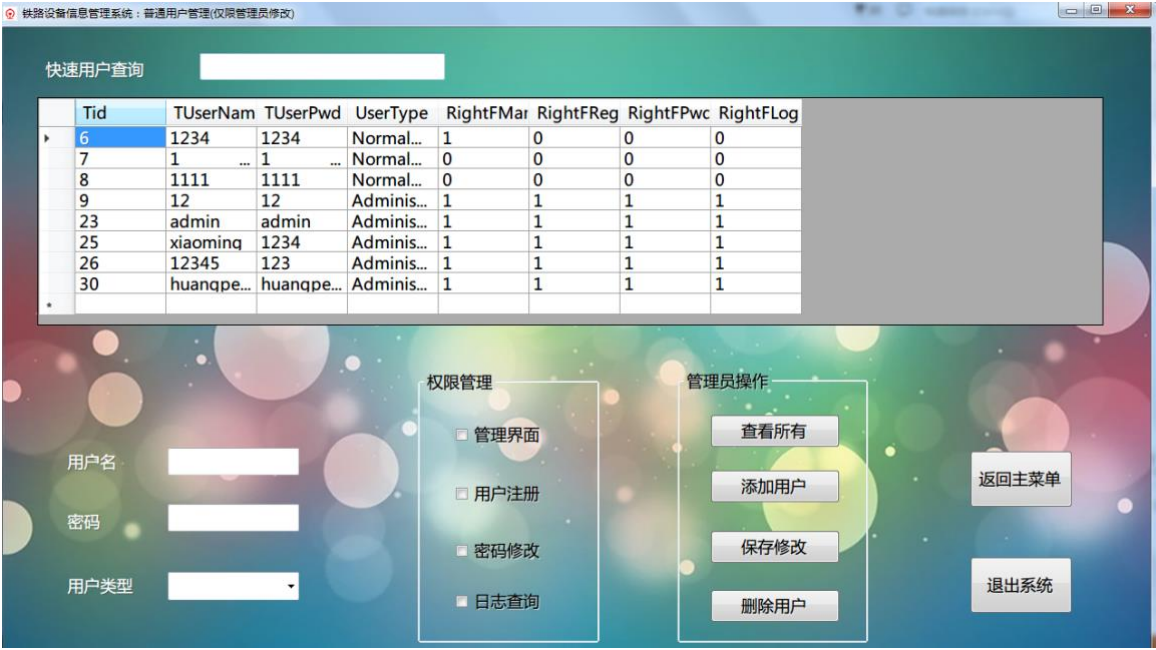 铁路设备信息管理系统：普通用户管理(仅限管理员修改)
快速用户查询
Tid TUserNam TUserPwd UserType RightFMar RightFReg RightFPwc RightFLog
6 1234 1234 Normal... 1 0 0 0
7 1 ... 1 ... Normal... 0 0 0 0
8 1111 1111 Normal... 0 0 0 0
9 12 12 Adminis... 1 1 1 1
23 admin admin Adminis... 1 1 1 1
25 xiaoming 1234 Adminis... 1 1 1 1
26 12345 123 Adminis... 1 1 1 1
30 huangpe... huangpe... Adminis... 1 1 1 1
用户名
密码
用户类型
权限管理
管理界面
用户注册
密码修改
日志查询
管理员操作
查看所有
添加用户
保存修改
删除用户
返回主菜单
退出系统